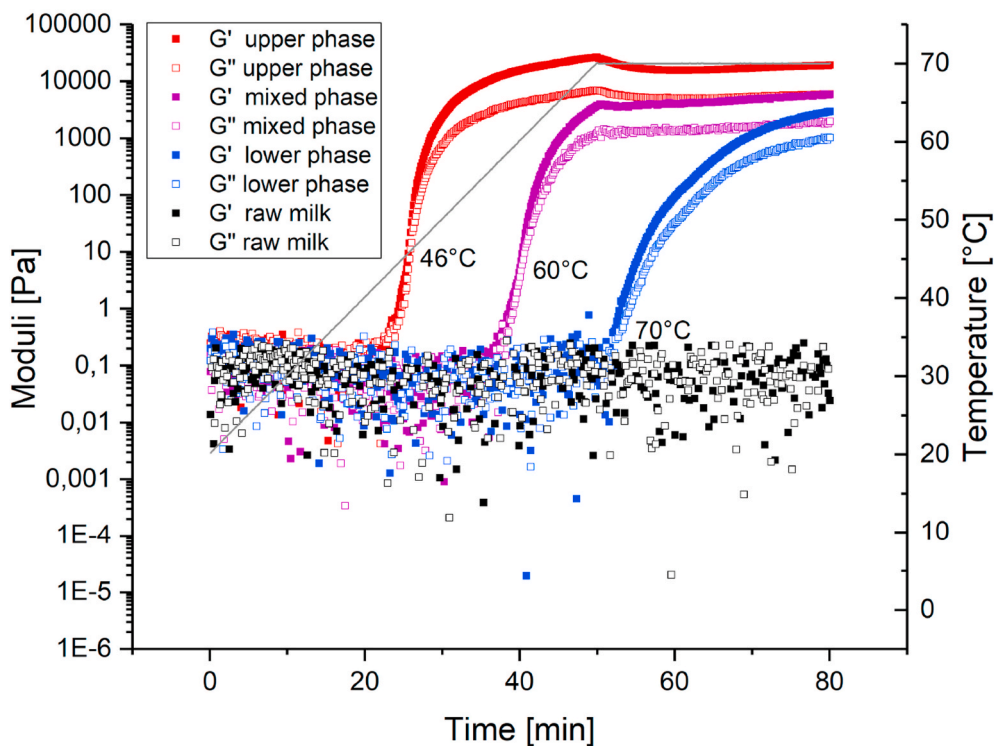 100000
10000
1000
100
10
1
0,1
0,01
0,001
1E-4
1E-5
1E-6
Moduli [Pa]
G' upper phase
G" upper phase
G' mixed phase
G" mixed phase
G' lower phase
G" lower phase
G' raw milk
G" raw milk
46°C
60°C
70°C
70
60
50
40
30
20
10
0
Temperature [°C]
0
20
40
60
80
Time [min]